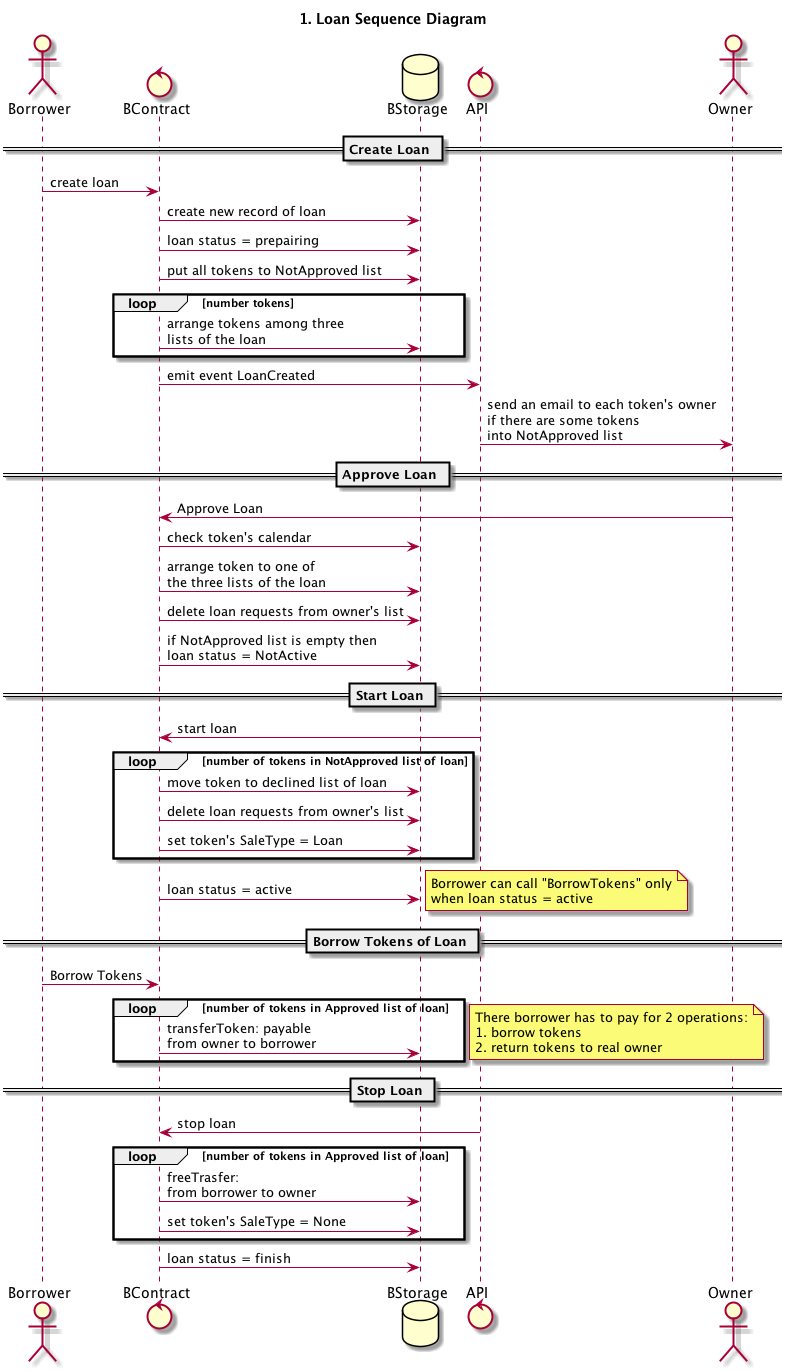 1. Loan Sequence Diagram
Borrower
BContract
BStorage
API
Owner
Create Loan
create loan
create new record of loan
loan status = prepairing
put all tokens to NotApproved list
loop
[number tokens]
arrange tokens among three
lists of the loan
emit event LoanCreated
send an email to each token's owner
if there are some tokens
into NotApproved list
Approve Loan
Approve Loan
check token's calendar
arrange token to one of
the three lists of the loan
delete loan requests from owner's list
if NotApproved list is empty then
loan status = NotActive
Start Loan
start loan
loop
[number of tokens in NotApproved list of loan]
move token to declined list of loan
delete loan requests from owner's list
set token's SaleType = Loan
loan status = active
Borrower can call "BorrowTokens" only
when loan status = active
Borrow Tokens of Loan
Borrow Tokens
loop
[number of tokens in Approved list of loan]
transferToken: payable
from owner to borrower
There borrower has to pay for 2 operations:
1. borrow tokens
2. return tokens to real owner
Stop Loan
stop loan
loop
[number of tokens in Approved list of loan]
freeTrasfer:
from borrower to owner
set token's SaleType = None
loan status = finish
Borrower
BContract
BStorage
API
Owner